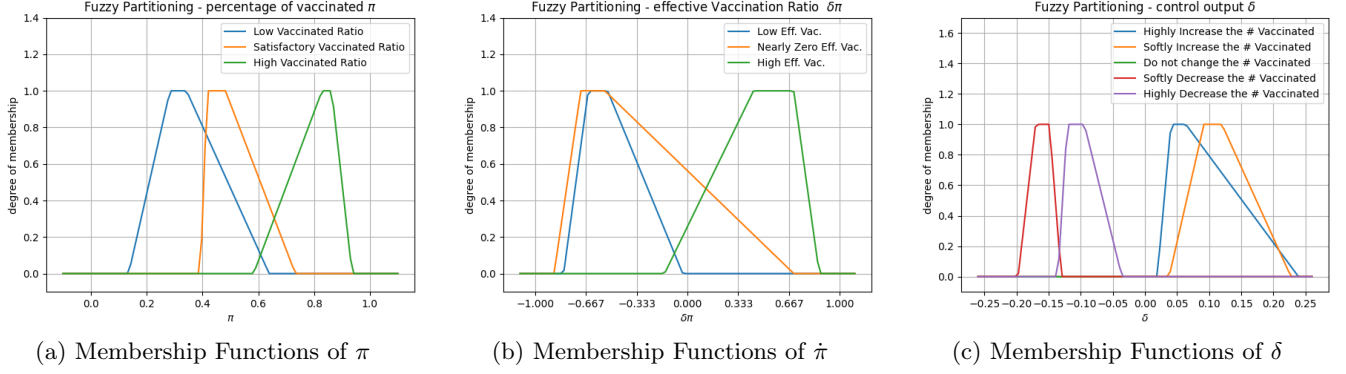 Fuzzy Partitioning - percentage of vaccinated π
1.4
1.2
1.0
0.8
0.6
0.4
0.2
0.0
degree of membership
Low Vaccinated Ratio
Satisfactory Vaccinated Ratio
High Vaccinated Ratio
0.0 0.2 0.4 0.6 0.8 1.0
π
(a) Membership Functions of π
Fuzzy Partitioning - effective Vaccination Ratio δπ
1.4
1.2
1.0
0.8
0.6
0.4
0.2
0.0
degree of membership
Low Eff. Vac.
Nearly Zero Eff. Vac.
High Eff. Vac.
−1.000 −0.667 −0.333 0.000 0.333 0.667 1.000
δπ
(b) Membership Functions of π̇
Fuzzy Partitioning - control output δ
1.6
1.4
1.2
1.0
0.8
0.6
0.4
0.2
0.0
degree of membership
Highly Increase the # Vaccinated
Softly Increase the # Vaccinated
Do not change the # Vaccinated
Softly Decrease the # Vaccinated
Highly Decrease the # Vaccinated
−0.25 −0.20 −0.15 −0.10 −0.05 0.00 0.05 0.10 0.15 0.20 0.25
δ
(c) Membership Functions of δ